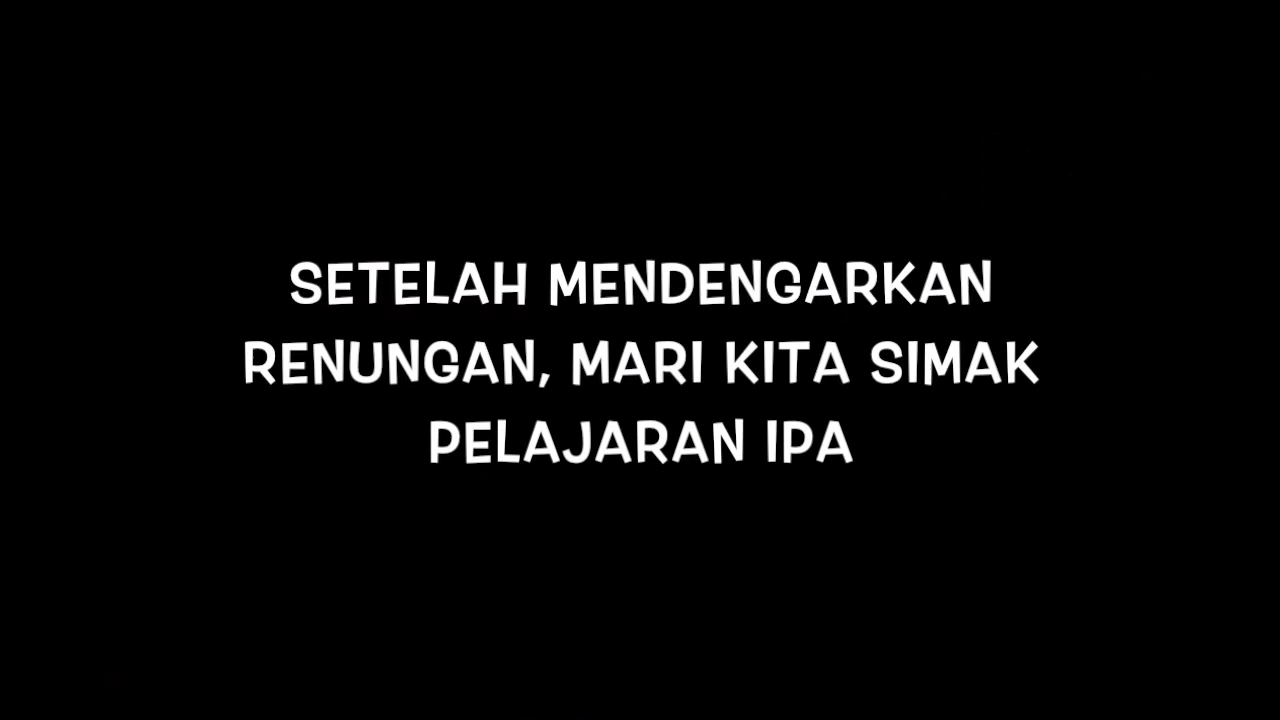 SETELAH MENDENGARKAN
RENUNGAN, MARI KITA SIMAK
PELAJARAN IPA